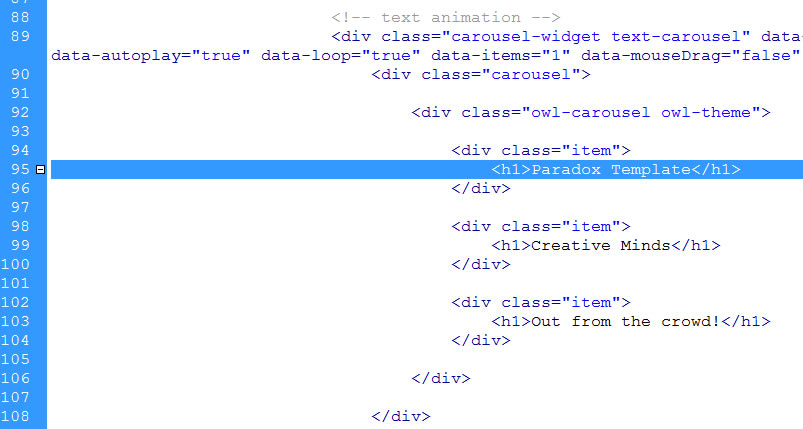 88 <!-- text animation -->
89 <div class="carousel-widget text-carousel" data-
data-autoplay="true" data-loop="true" data-items="1" data-mouseDrag="false"
90 <div class="carousel">
91
92 <div class="owl-carousel owl-theme">
93
94 <div class="item">
95 <h1>Paradox Template</h1>
96 </div>
97
98 <div class="item">
99 <h1>Creative Minds</h1>
100 </div>
101
102 <div class="item">
103 <h1>Out from the crowd!</h1>
104 </div>
105
106 </div>
107
108 </div>